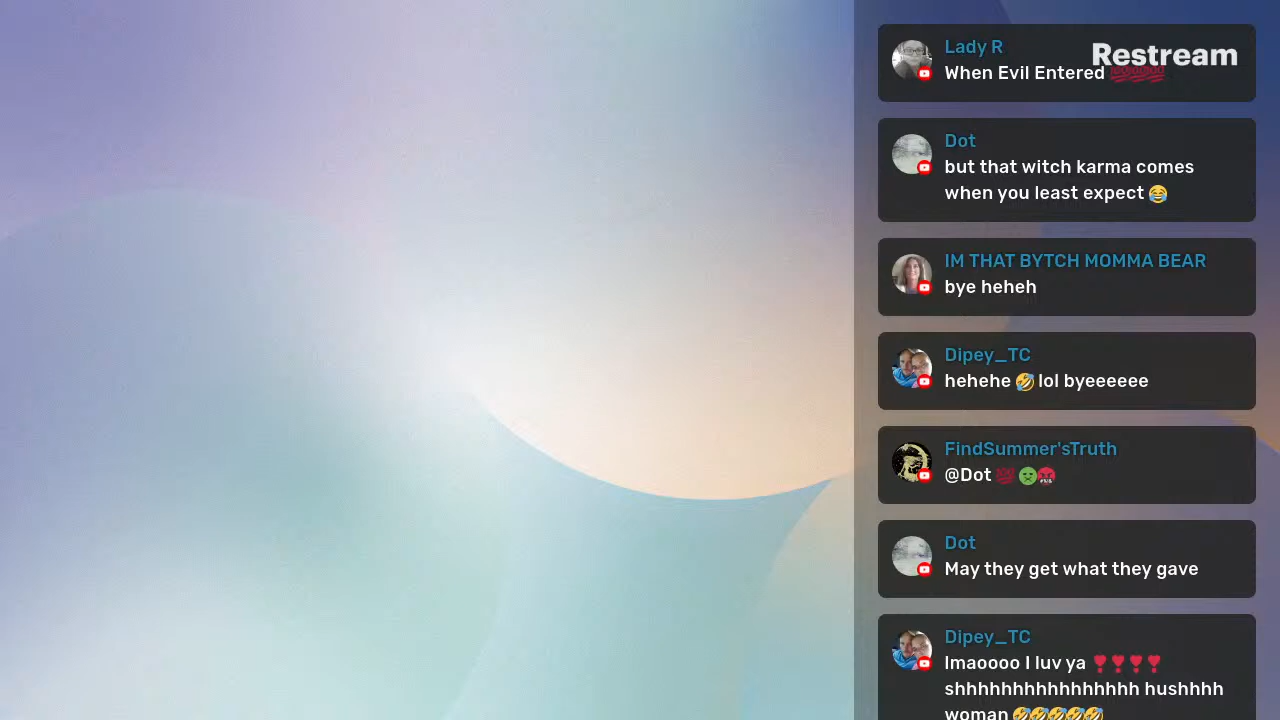 Restream
Lady R
When Evil Entered 💯💯💯
Dot
but that witch karma comes
when you least expect 😂
IM THAT BYTCH MOMMA BEAR
bye heheh
Dipey_TC
hehehe 🤣 lol byeeeeee
FindSummer'sTruth
@Dot 💯 🤢🤬
Dot
May they get what they gave
Dipey_TC
lmaoooo I luv ya ❣❣❣❣
shhhhhhhhhhhhhhhh hushhhh
woman 🤣🤣🤣🤣🤣